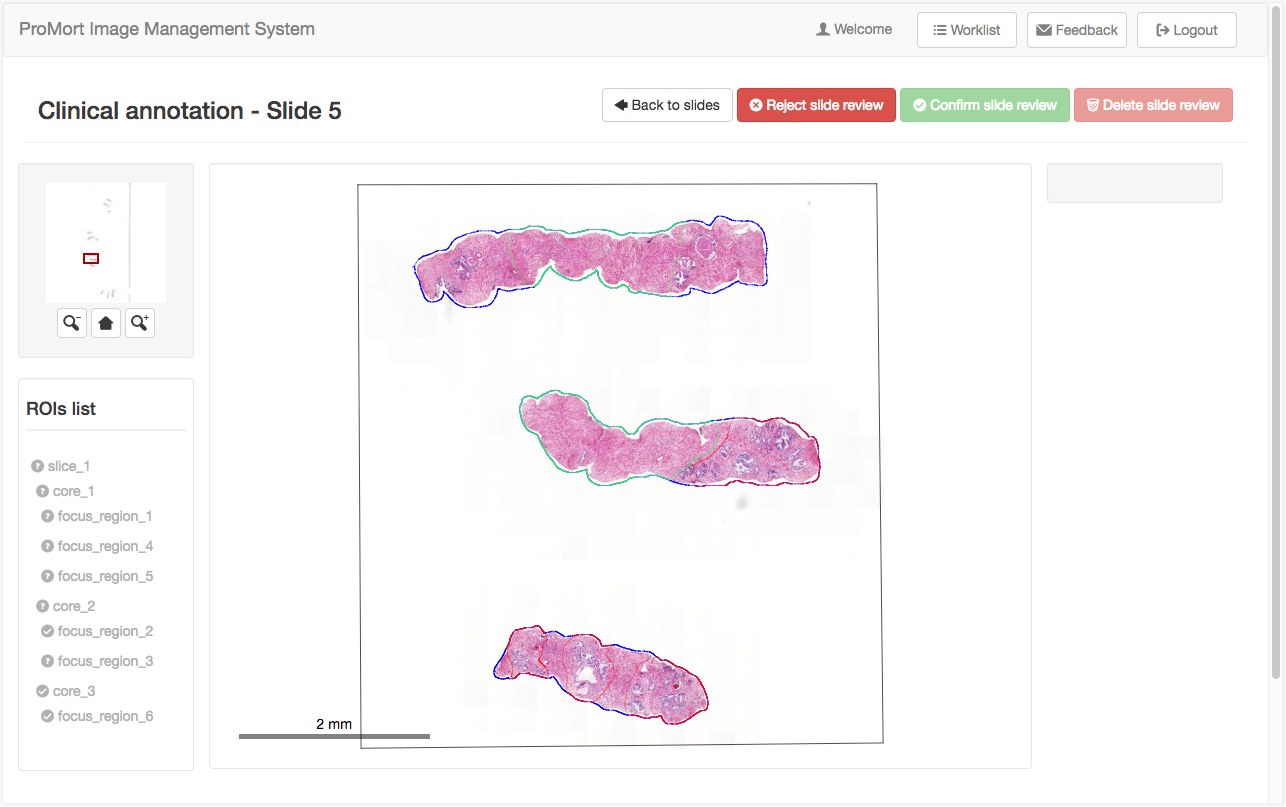 ProMort Image Management System
Welcome
Worklist
Feedback
Logout
Clinical annotation - Slide 5
Back to slides
Reject slide review
Confirm slide review
Delete slide review
ROIs list
slice_1
core_1
focus_region_1
focus_region_4
focus_region_5
core_2
focus_region_2
focus_region_3
core_3
focus_region_6
2 mm